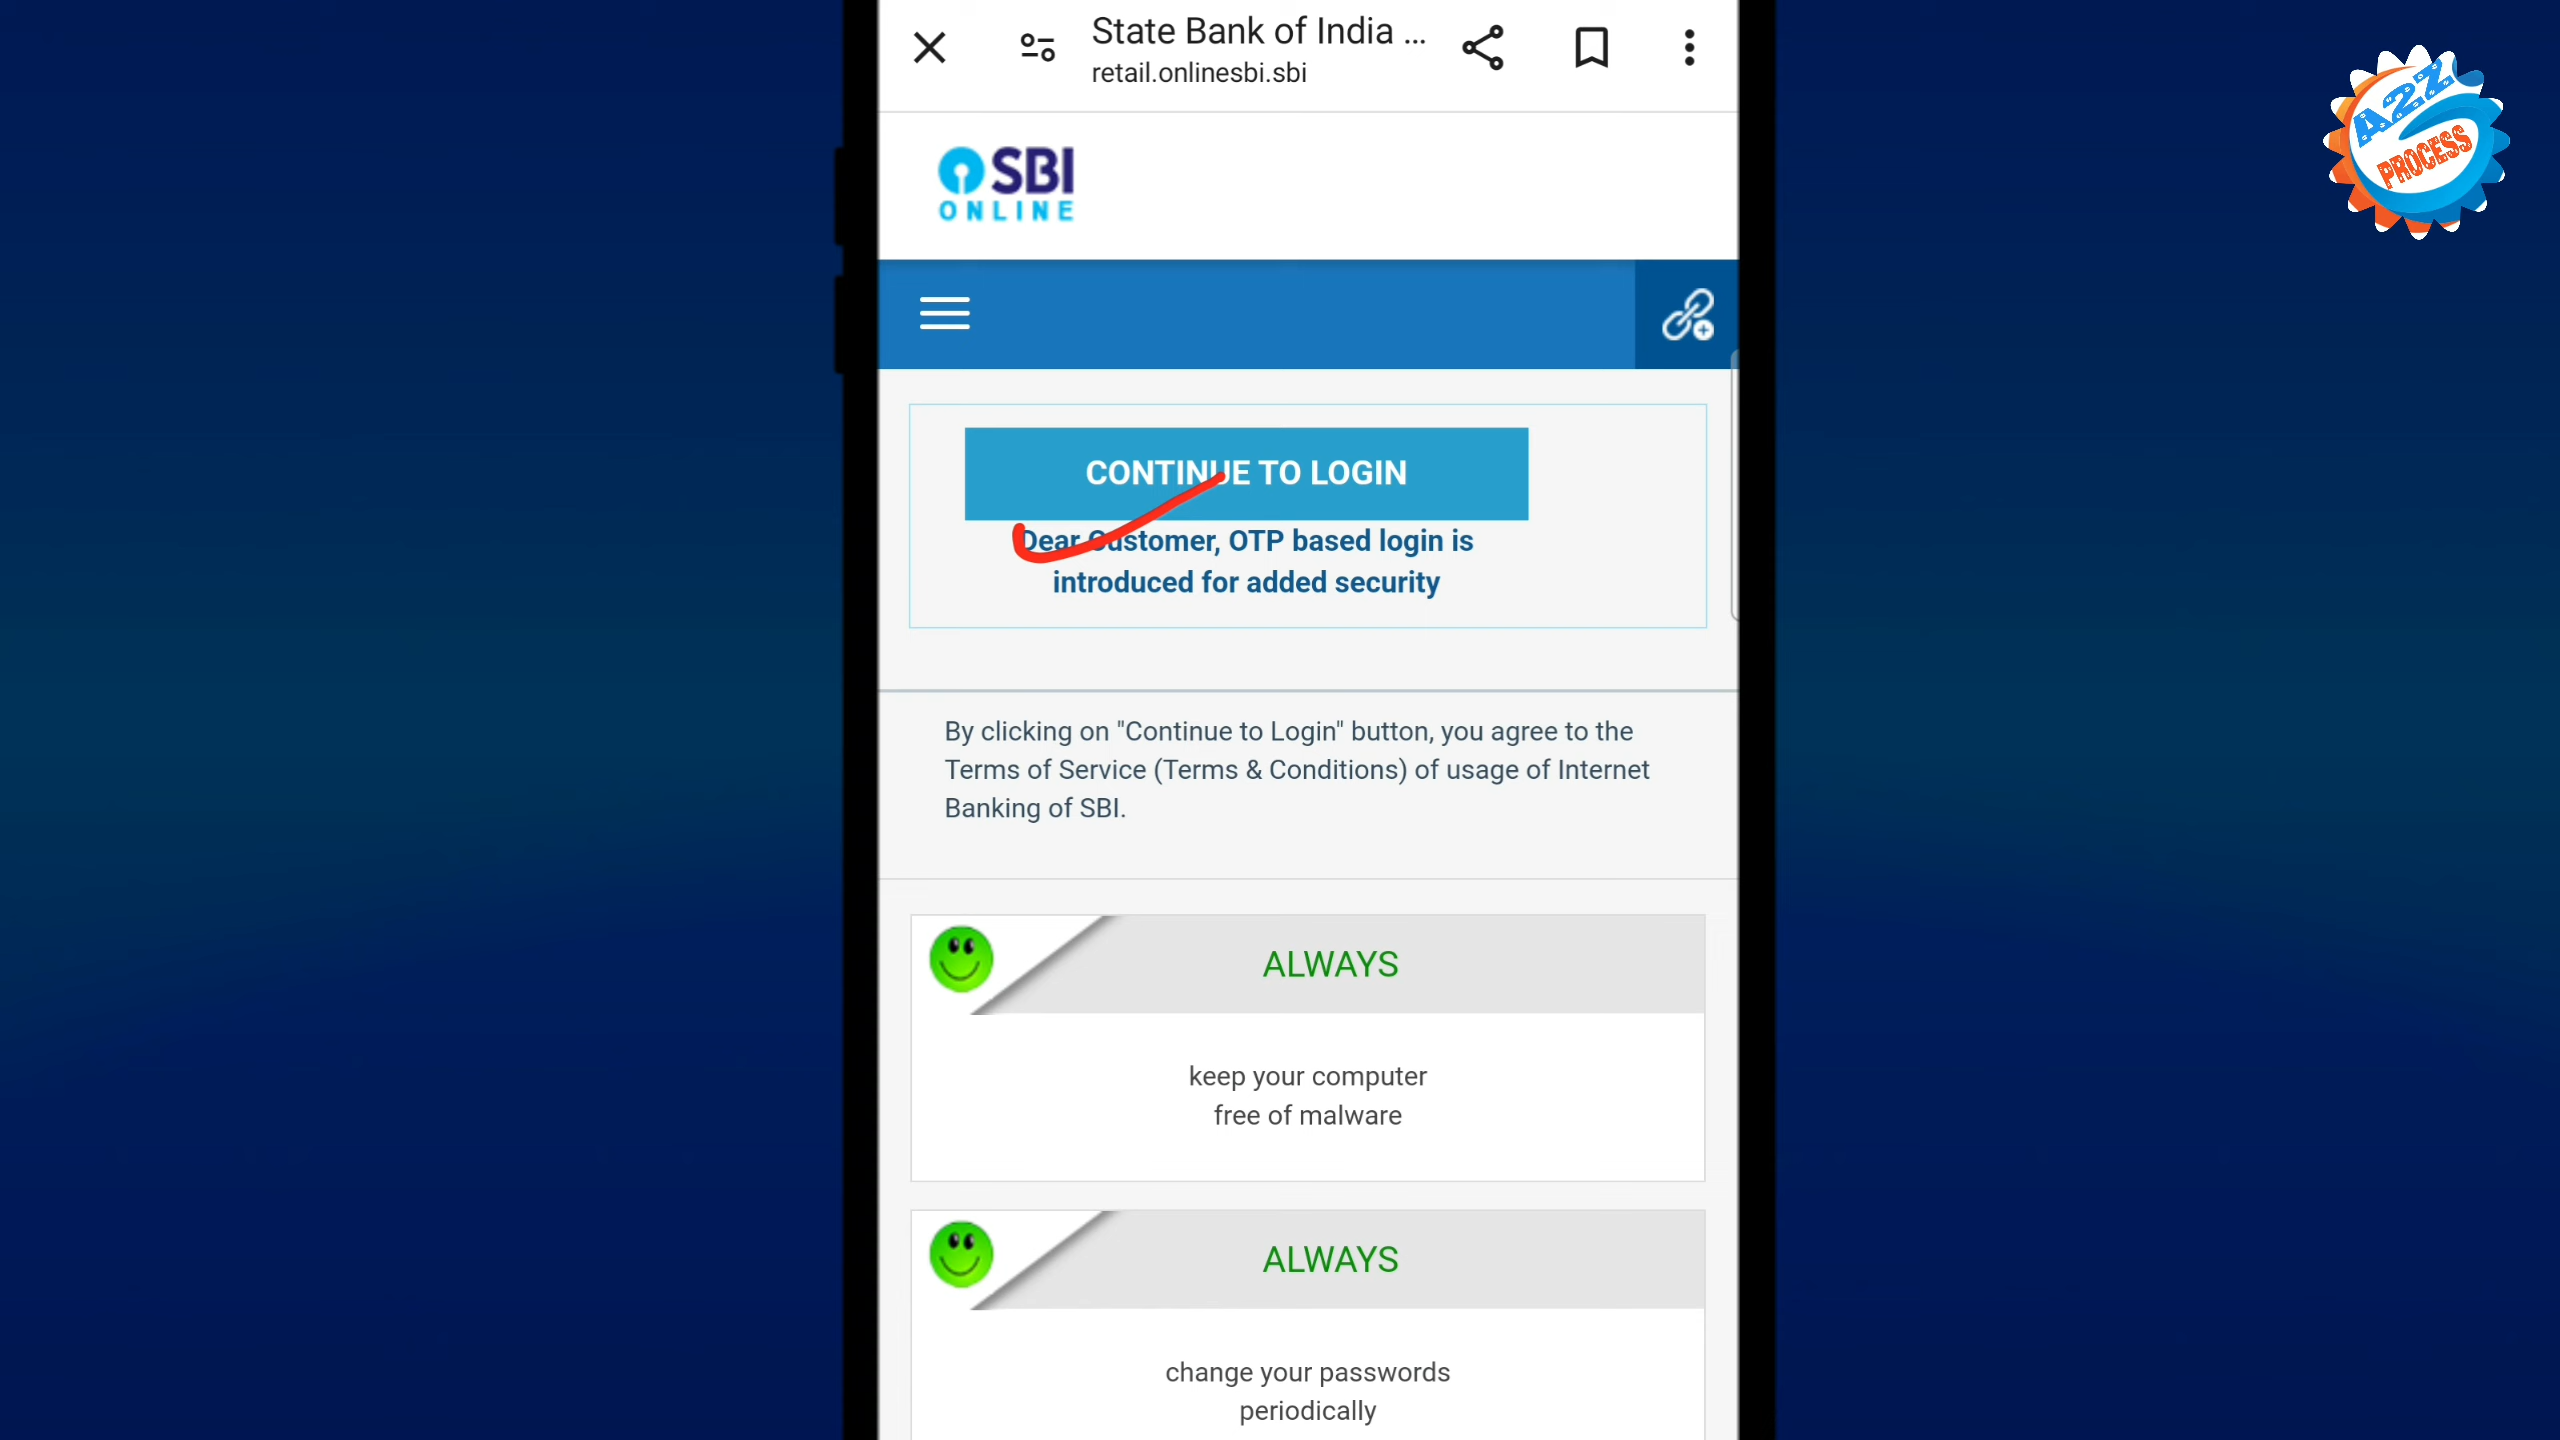 State Bank of India ...
retail.onlinesbi.sbi
A2Z
PROCESS
SBI
ONLINE
CONTINUE TO LOGIN
Dear Customer, OTP based login is
introduced for added security
By clicking on "Continue to Login" button, you agree to the
Terms of Service (Terms & Conditions) of usage of Internet
Banking of SBI.
ALWAYS
keep your computer
free of malware
ALWAYS
change your passwords
periodically